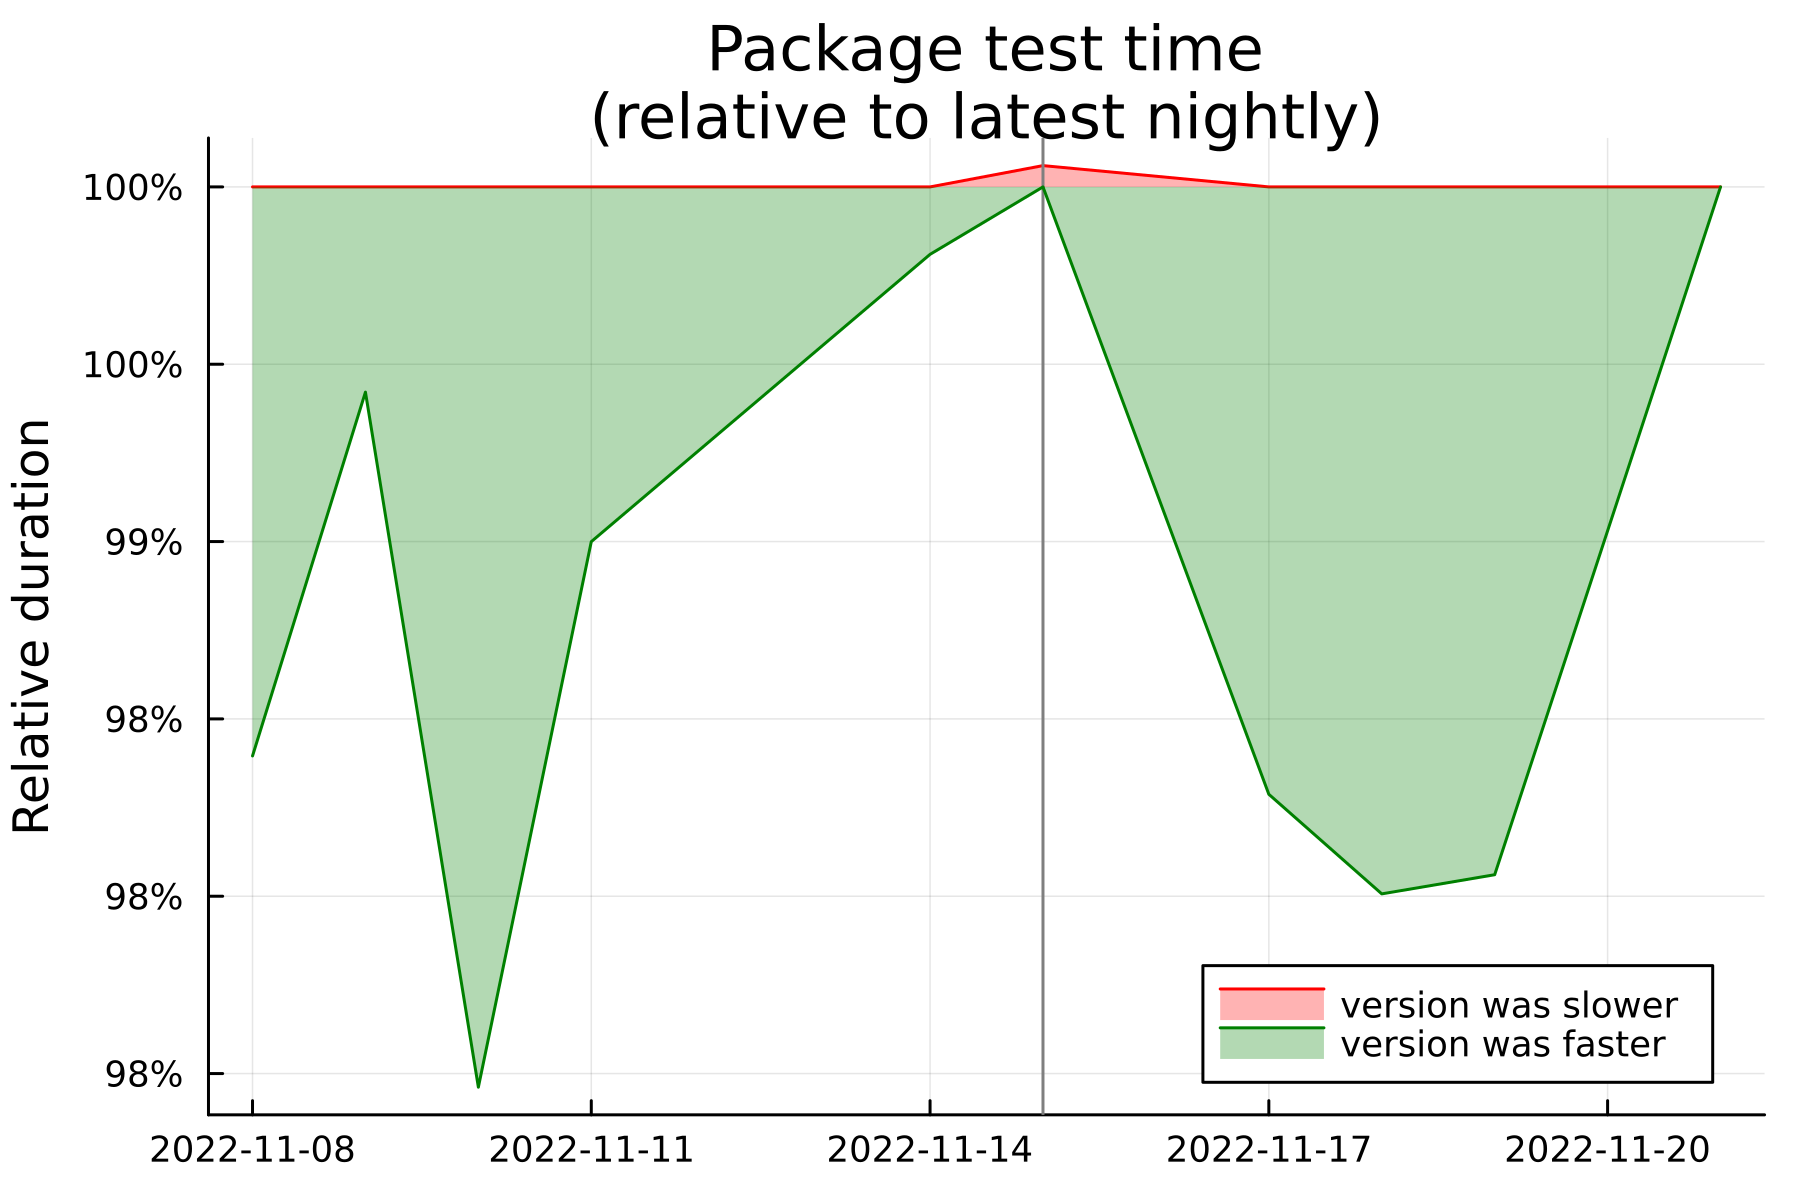 Package test time
(relative to latest nightly)
Relative duration
100%
100%
99%
98%
98%
98%
version was slower
version was faster
2022-11-08
2022-11-11
2022-11-14
2022-11-17
2022-11-20